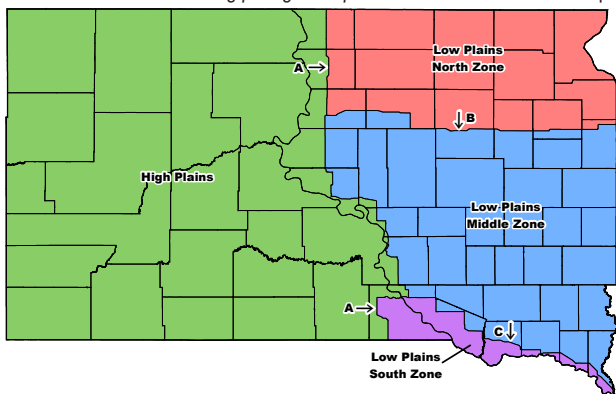 Low Plains
North Zone
A →
↓ B
High Plains
Low Plains
Middle Zone
A →
C ↓
Low Plains
South Zone